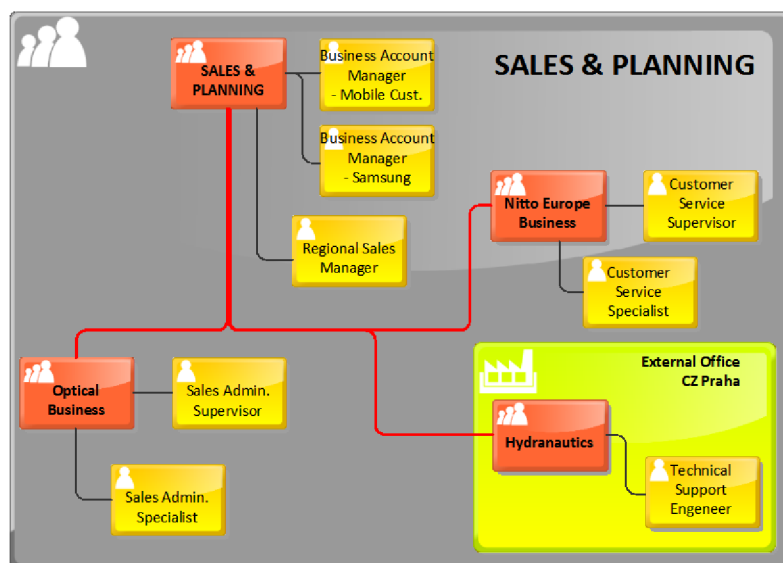 SALES & PLANNING
SALES &
PLANNING
Business Account
Manager
- Mobile Cust.
Business Account
Manager
- Samsung
Regional Sales
Manager
Nitto Europe
Business
Customer
Service
Supervisor
Customer
Service
Specialist
Optical
Business
Sales Admin.
Supervisor
Sales Admin.
Specialist
External Office
CZ Praha
Hydranautics
Technical
Support
Engeneer